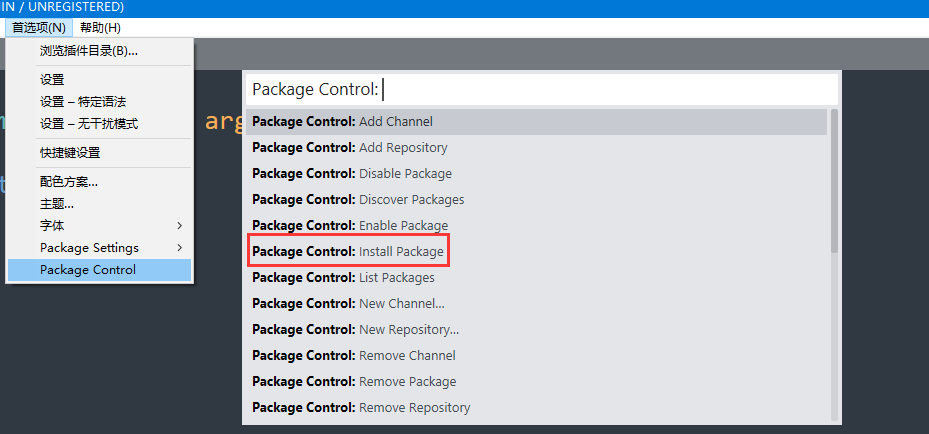 IN / UNREGISTERED)
首选项(N)
帮助(H)
浏览插件目录(B)...
设置
设置 – 特定语法
设置 – 无干扰模式
快捷键设置
配色方案...
主题...
字体
Package Settings
Package Control
arg
Package Control:
Package Control: Add Channel
Package Control: Add Repository
Package Control: Disable Package
Package Control: Discover Packages
Package Control: Enable Package
Package Control: Install Package
Package Control: List Packages
Package Control: New Channel...
Package Control: New Repository...
Package Control: Remove Channel
Package Control: Remove Package
Package Control: Remove Repository